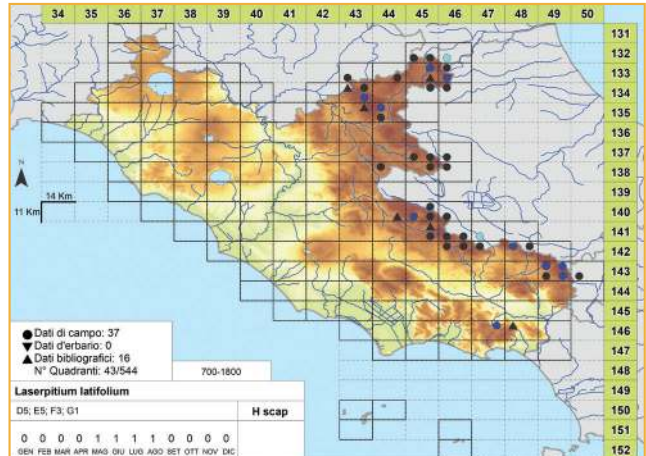 34 35 36 37 38 39 40 41 42 43 44 45 46 47 48 49 50
131
132
133
134
135
136
137
138
139
140
141
142
143
144
145
146
147
148
149
150
151
152
N
14 Km
11 Km
● Dati di campo: 37
▼ Dati d'erbario: 0
▲ Dati bibliografici: 16
N° Quadranti: 43/544
700-1800
Laserpitium latifolium
D5; E5; F3; G1
H scap
0 0 0 0 1 1 1 1 0 0 0 0
GEN FEB MAR APR MAG GIU LUG AGO SET OTT NOV DIC